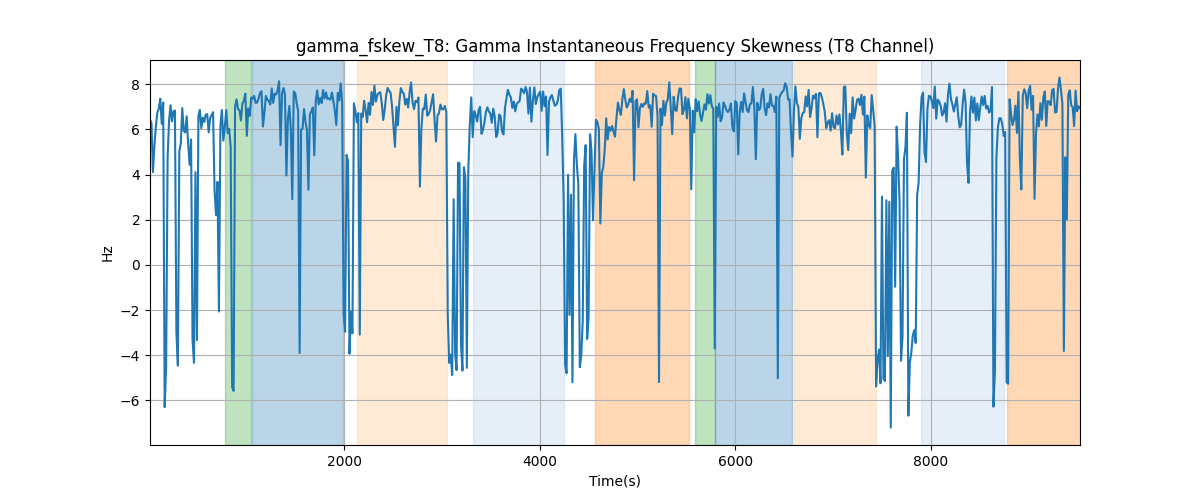 gamma_fskew_T8: Gamma Instantaneous Frequency Skewness (T8 Channel)
8
6
4
2
0
−2
−4
−6
Hz
2000 4000 6000 8000
Time(s)